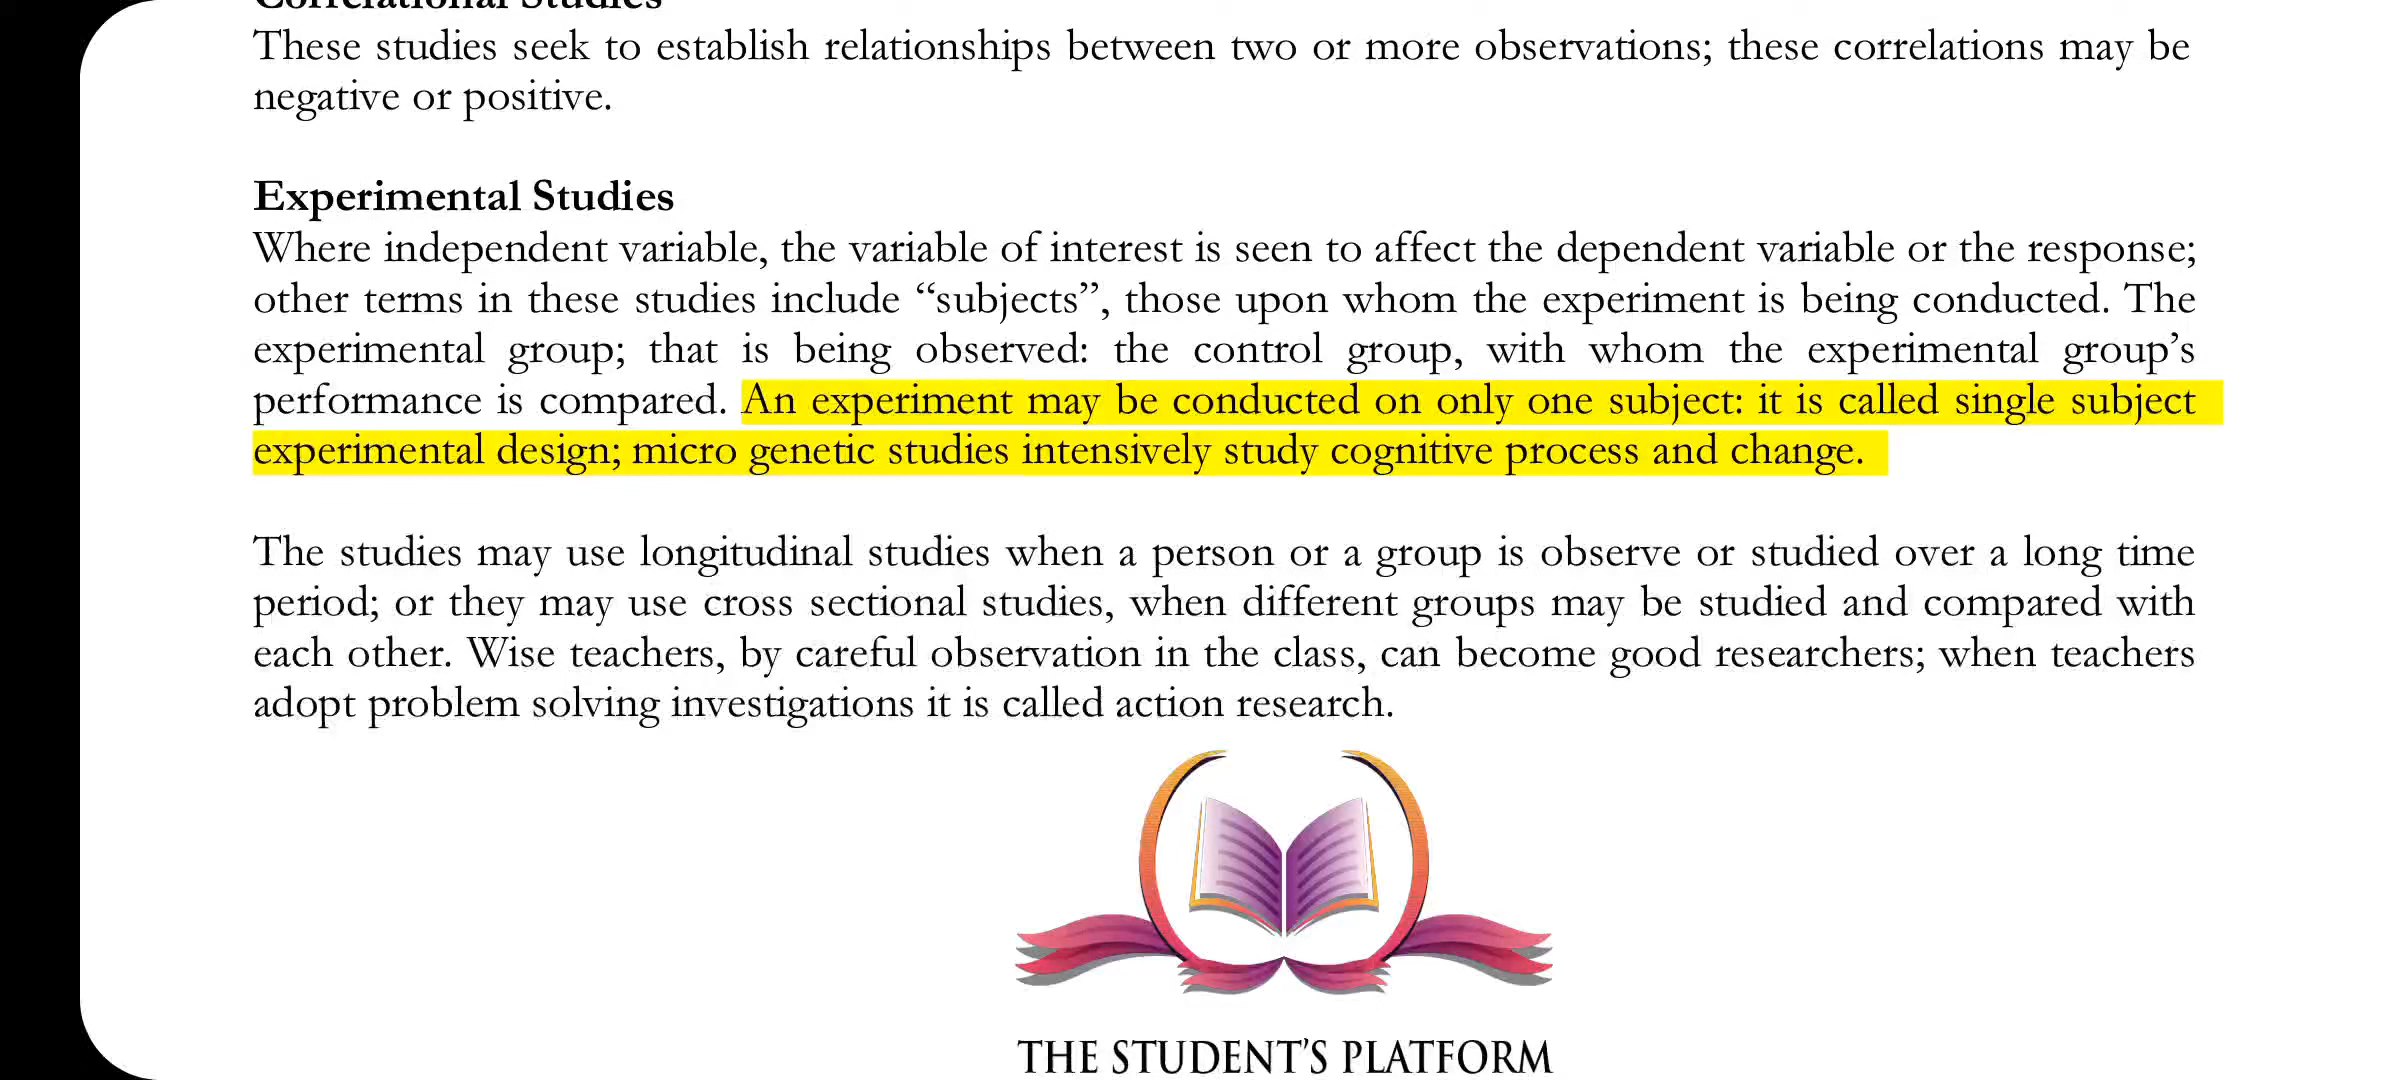 Correlational Studies
These studies seek to establish relationships between two or more observations; these correlations may be
negative or positive.
Experimental Studies
Where independent variable, the variable of interest is seen to affect the dependent variable or the response;
other terms in these studies include “subjects”, those upon whom the experiment is being conducted. The
experimental group; that is being observed: the control group, with whom the experimental group’s
performance is compared. An experiment may be conducted on only one subject: it is called single subject
experimental design; micro genetic studies intensively study cognitive process and change.
The studies may use longitudinal studies when a person or a group is observe or studied over a long time
period; or they may use cross sectional studies, when different groups may be studied and compared with
each other. Wise teachers, by careful observation in the class, can become good researchers; when teachers
adopt problem solving investigations it is called action research.
THE STUDENT’S PLATFORM